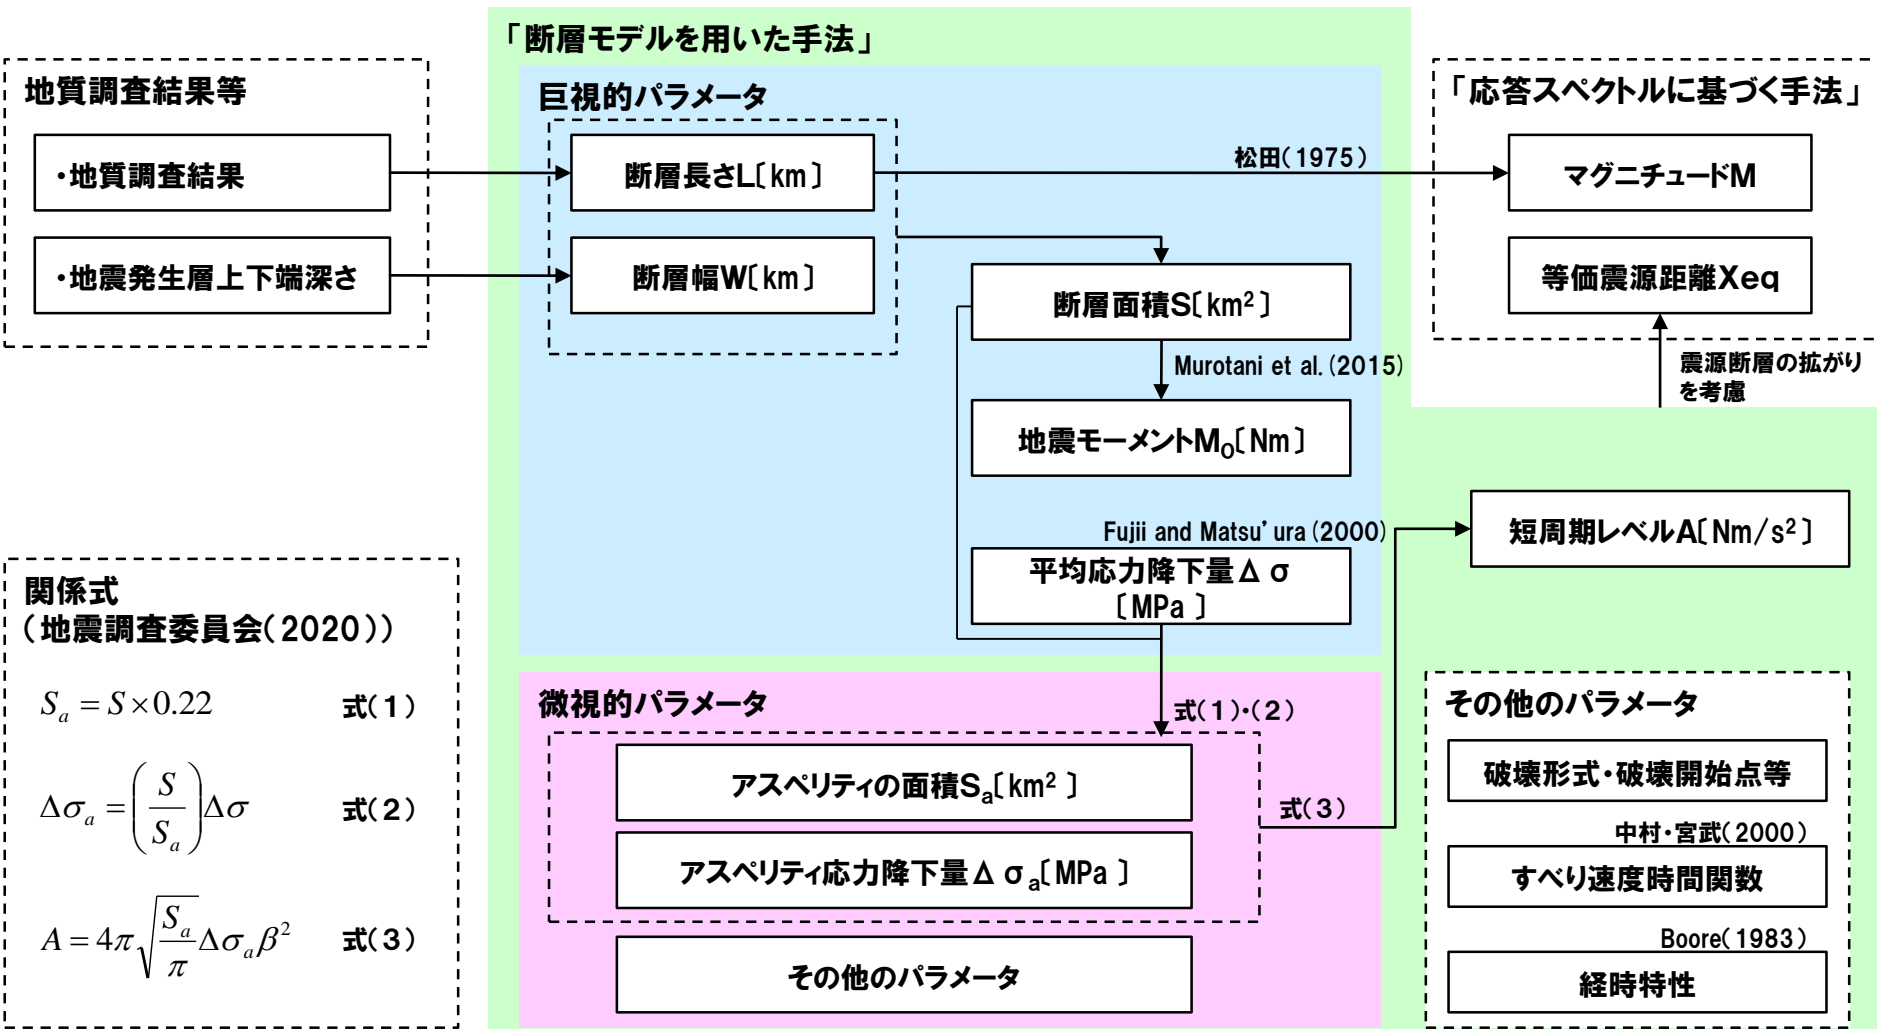 「断層モデルを用いた手法」
地質調査結果等
・地質調査結果
・地震発生層上下端深さ
巨視的パラメータ
断層長さL〔km〕
断層幅W〔km〕
松田(1975)
「応答スペクトルに基づく手法」
マグニチュードM
等価震源距離Xeq
震源断層の拡がり
を考慮
断層面積S〔km²〕
Murotani et al.(2015)
地震モーメントM₀〔Nm〕
Fujii and Matsu'ura(2000)
平均応力降下量Δσ
〔MPa〕
短周期レベルA〔Nm/s²〕
関係式
(地震調査委員会(2020))
Sₐ = S×0.22 式(1)
Δσₐ = (S/Sₐ)Δσ 式(2)
A = 4π√(Sₐ/π)Δσₐβ² 式(3)
微視的パラメータ
式(1)・(2)
アスペリティの面積Sₐ〔km²〕
アスペリティ応力降下量Δσₐ〔MPa〕
式(3)
その他のパラメータ
その他のパラメータ
破壊形式・破壊開始点等
中村・宮武(2000)
すべり速度時間関数
Boore(1983)
経時特性